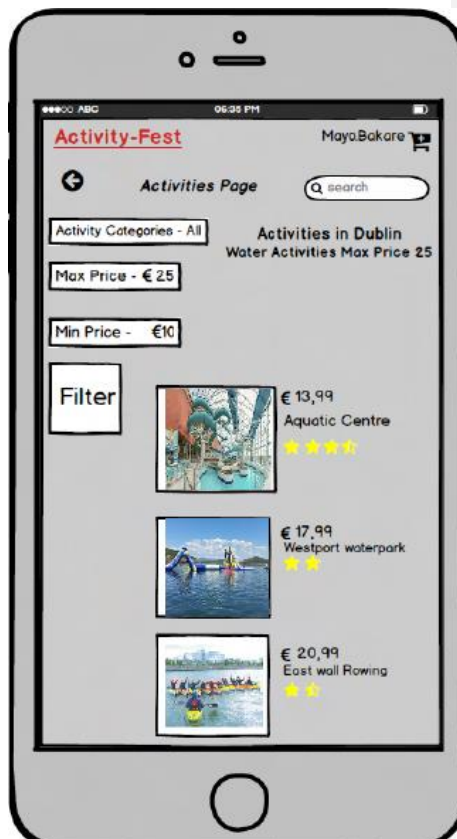 ABC 06:35 PM
Activity-Fest
Mayo.Bakare
Activities Page
search
Activity Categories - All
Activities in Dublin
Water Activities Max Price 25
Max Price - € 25
Min Price - €10
Filter
€ 13,99
Aquatic Centre
€ 17,99
Westport waterpark
€ 20,99
East wall Rowing